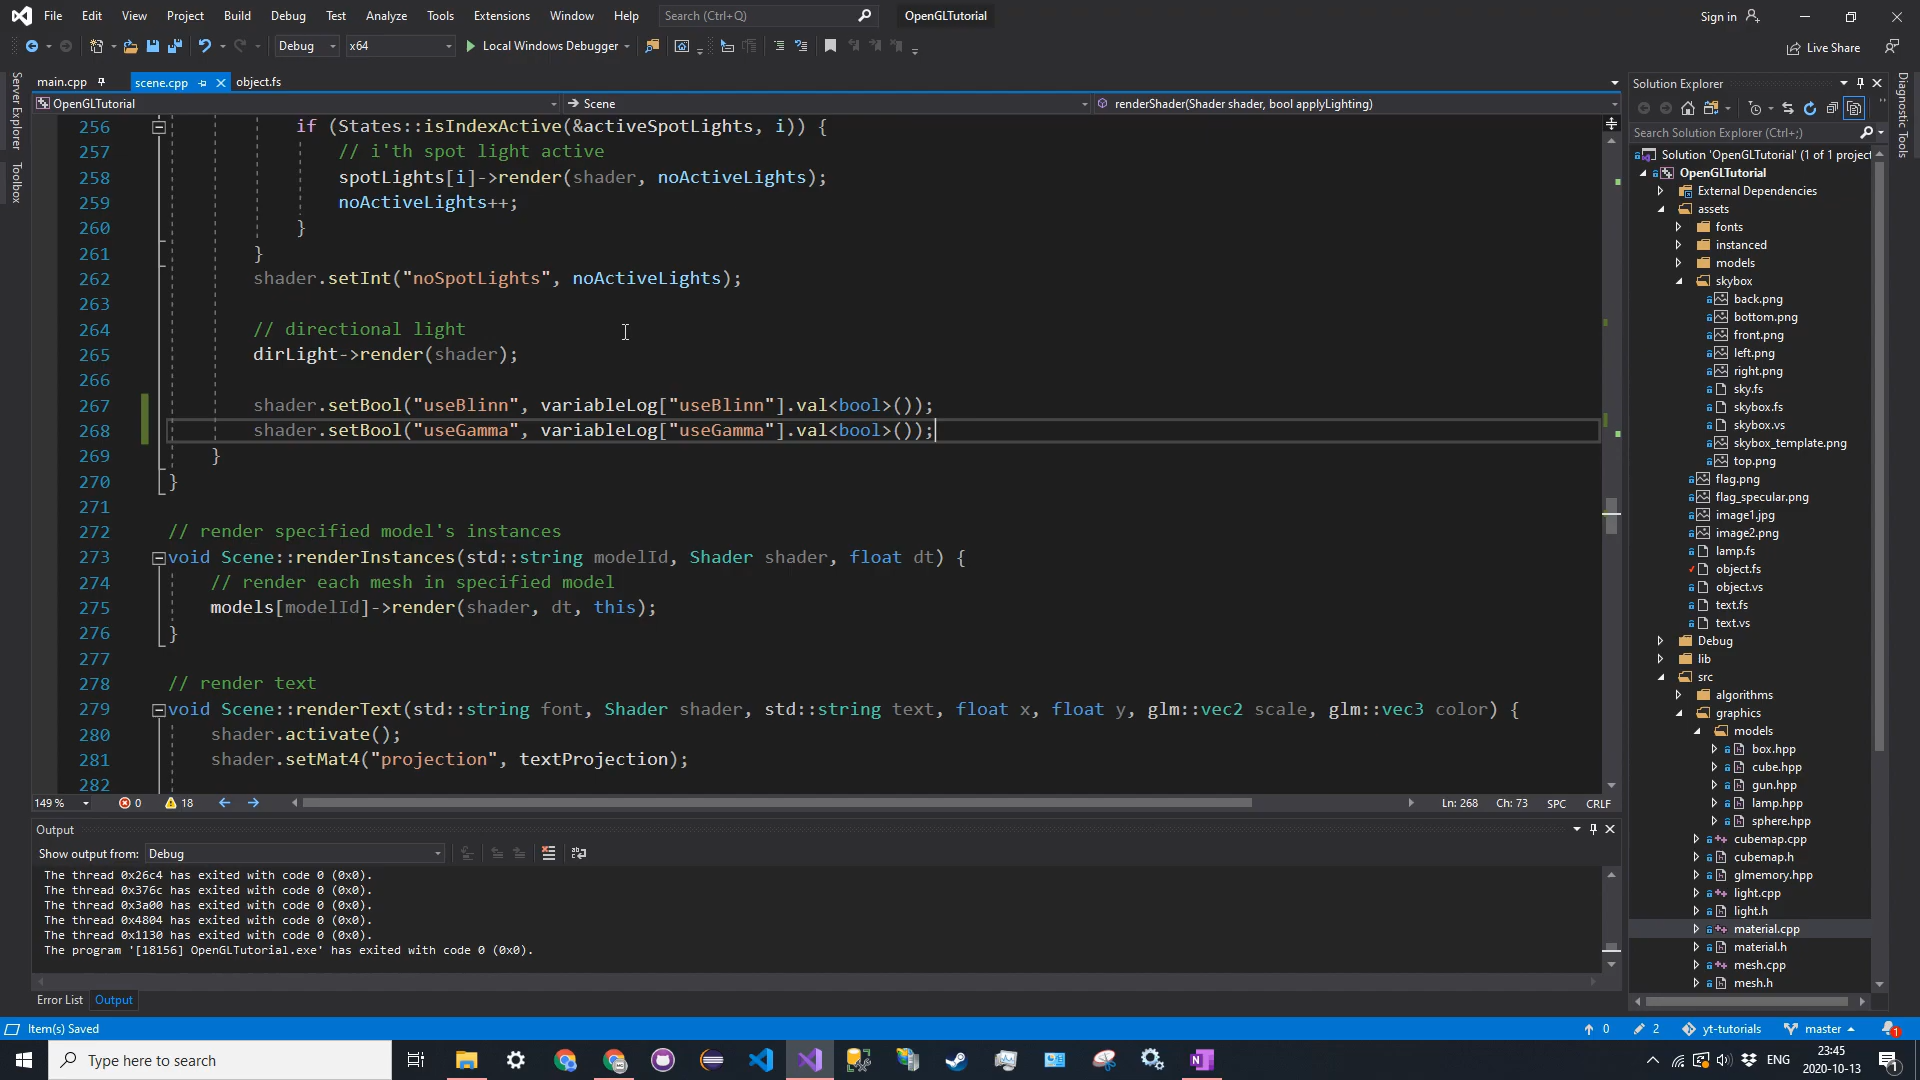 File Edit View Project Build Debug Test Analyze Tools Extensions Window Help Search (Ctrl+Q) OpenGLTutorial Sign in
Debug x64 Local Windows Debugger Live Share
Server Explorer
Toolbox
main.cpp scene.cpp object.fs
OpenGLTutorial Scene renderShader(Shader shader, bool applyLighting)
256 if (States::isIndexActive(&activeSpotLights, i)) {
257 // i'th spot light active
258 spotLights[i]->render(shader, noActiveLights);
259 noActiveLights++;
260 }
261 }
262 shader.setInt("noSpotLights", noActiveLights);
263
264 // directional light
265 dirLight->render(shader);
266
267 shader.setBool("useBlinn", variableLog["useBlinn"].val<bool>());
268 shader.setBool("useGamma", variableLog["useGamma"].val<bool>());
269 }
270 }
271
272 // render specified model's instances
273 void Scene::renderInstances(std::string modelId, Shader shader, float dt) {
274 // render each mesh in specified model
275 models[modelId]->render(shader, dt, this);
276 }
277
278 // render text
279 void Scene::renderText(std::string font, Shader shader, std::string text, float x, float y, glm::vec2 scale, glm::vec3 color) {
280 shader.activate();
281 shader.setMat4("projection", textProjection);
282
149 % 0 18 Ln: 268 Ch: 73 SPC CRLF
Output
Show output from: Debug
The thread 0x26c4 has exited with code 0 (0x0).
The thread 0x376c has exited with code 0 (0x0).
The thread 0x3a00 has exited with code 0 (0x0).
The thread 0x4804 has exited with code 0 (0x0).
The thread 0x1130 has exited with code 0 (0x0).
The program '[18156] OpenGLTutorial.exe' has exited with code 0 (0x0).
Error List Output
Solution Explorer
Search Solution Explorer (Ctrl+;)
Solution 'OpenGLTutorial' (1 of 1 project
OpenGLTutorial
External Dependencies
assets
fonts
instanced
models
skybox
back.png
bottom.png
front.png
left.png
right.png
sky.fs
skybox.fs
skybox.vs
skybox_template.png
top.png
flag.png
flag_specular.png
image1.jpg
image2.png
lamp.fs
object.fs
object.vs
text.fs
text.vs
Debug
lib
src
algorithms
graphics
models
box.hpp
cube.hpp
gun.hpp
lamp.hpp
sphere.hpp
cubemap.cpp
cubemap.h
glmemory.hpp
light.cpp
light.h
material.cpp
material.h
mesh.cpp
mesh.h
Diagnostic Tools
Item(s) Saved 0 2 yt-tutorials master 1
Type here to search ENG 23:45
2020-10-13 1